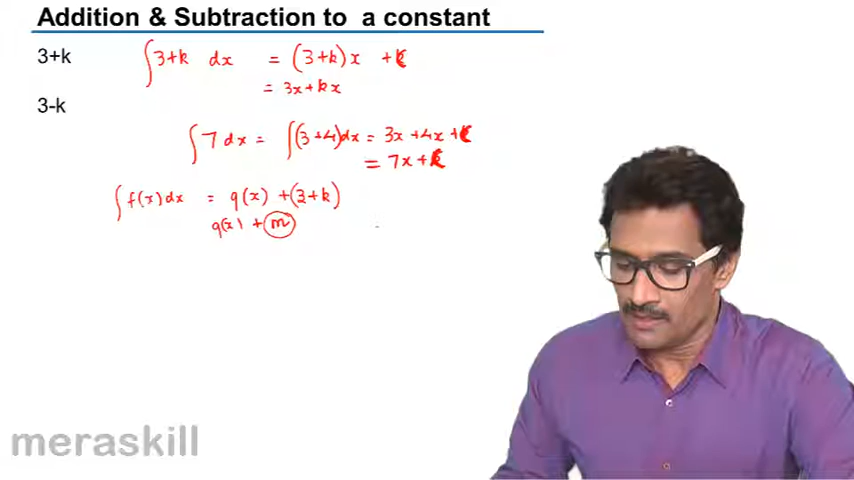 Addition & Subtraction to a constant
3+k ∫3+k dx = (3+k)x +c
= 3x+kx
3-k
∫7 dx = ∫(3+4)dx = 3x+4x+c
= 7x+c
∫f(x)dx = g(x) +(3+k)
g(x) + m
meraskill